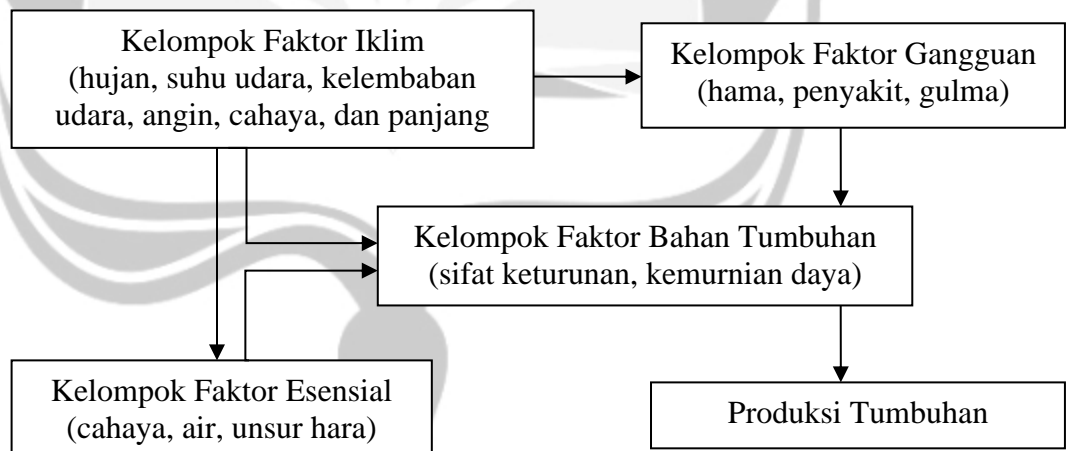 Kelompok Faktor Iklim
(hujan, suhu udara, kelembaban
udara, angin, cahaya, dan panjang
Kelompok Faktor Gangguan
(hama, penyakit, gulma)
Kelompok Faktor Bahan Tumbuhan
(sifat keturunan, kemurnian daya)
Kelompok Faktor Esensial
(cahaya, air, unsur hara)
Produksi Tumbuhan